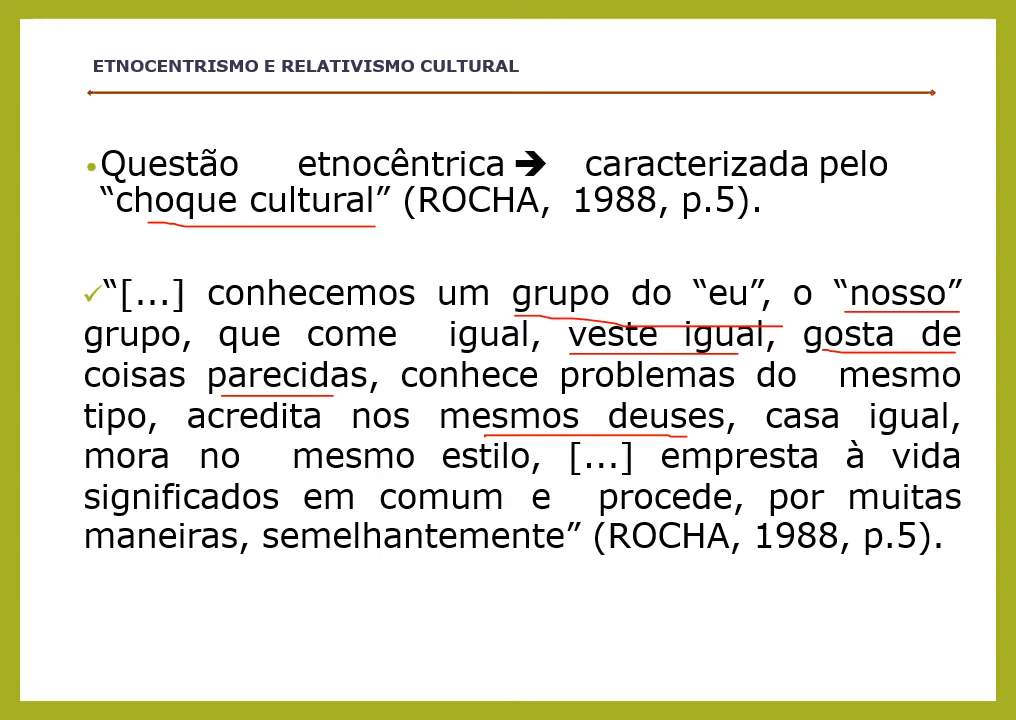 ETNOCENTRISMO E RELATIVISMO CULTURAL
•Questão etnocêntrica ➔ caracterizada pelo
“choque cultural” (ROCHA, 1988, p.5).
✓“[...] conhecemos um grupo do “eu”, o “nosso”
grupo, que come igual, veste igual, gosta de
coisas parecidas, conhece problemas do mesmo
tipo, acredita nos mesmos deuses, casa igual,
mora no mesmo estilo, [...] empresta à vida
significados em comum e procede, por muitas
maneiras, semelhantemente” (ROCHA, 1988, p.5).